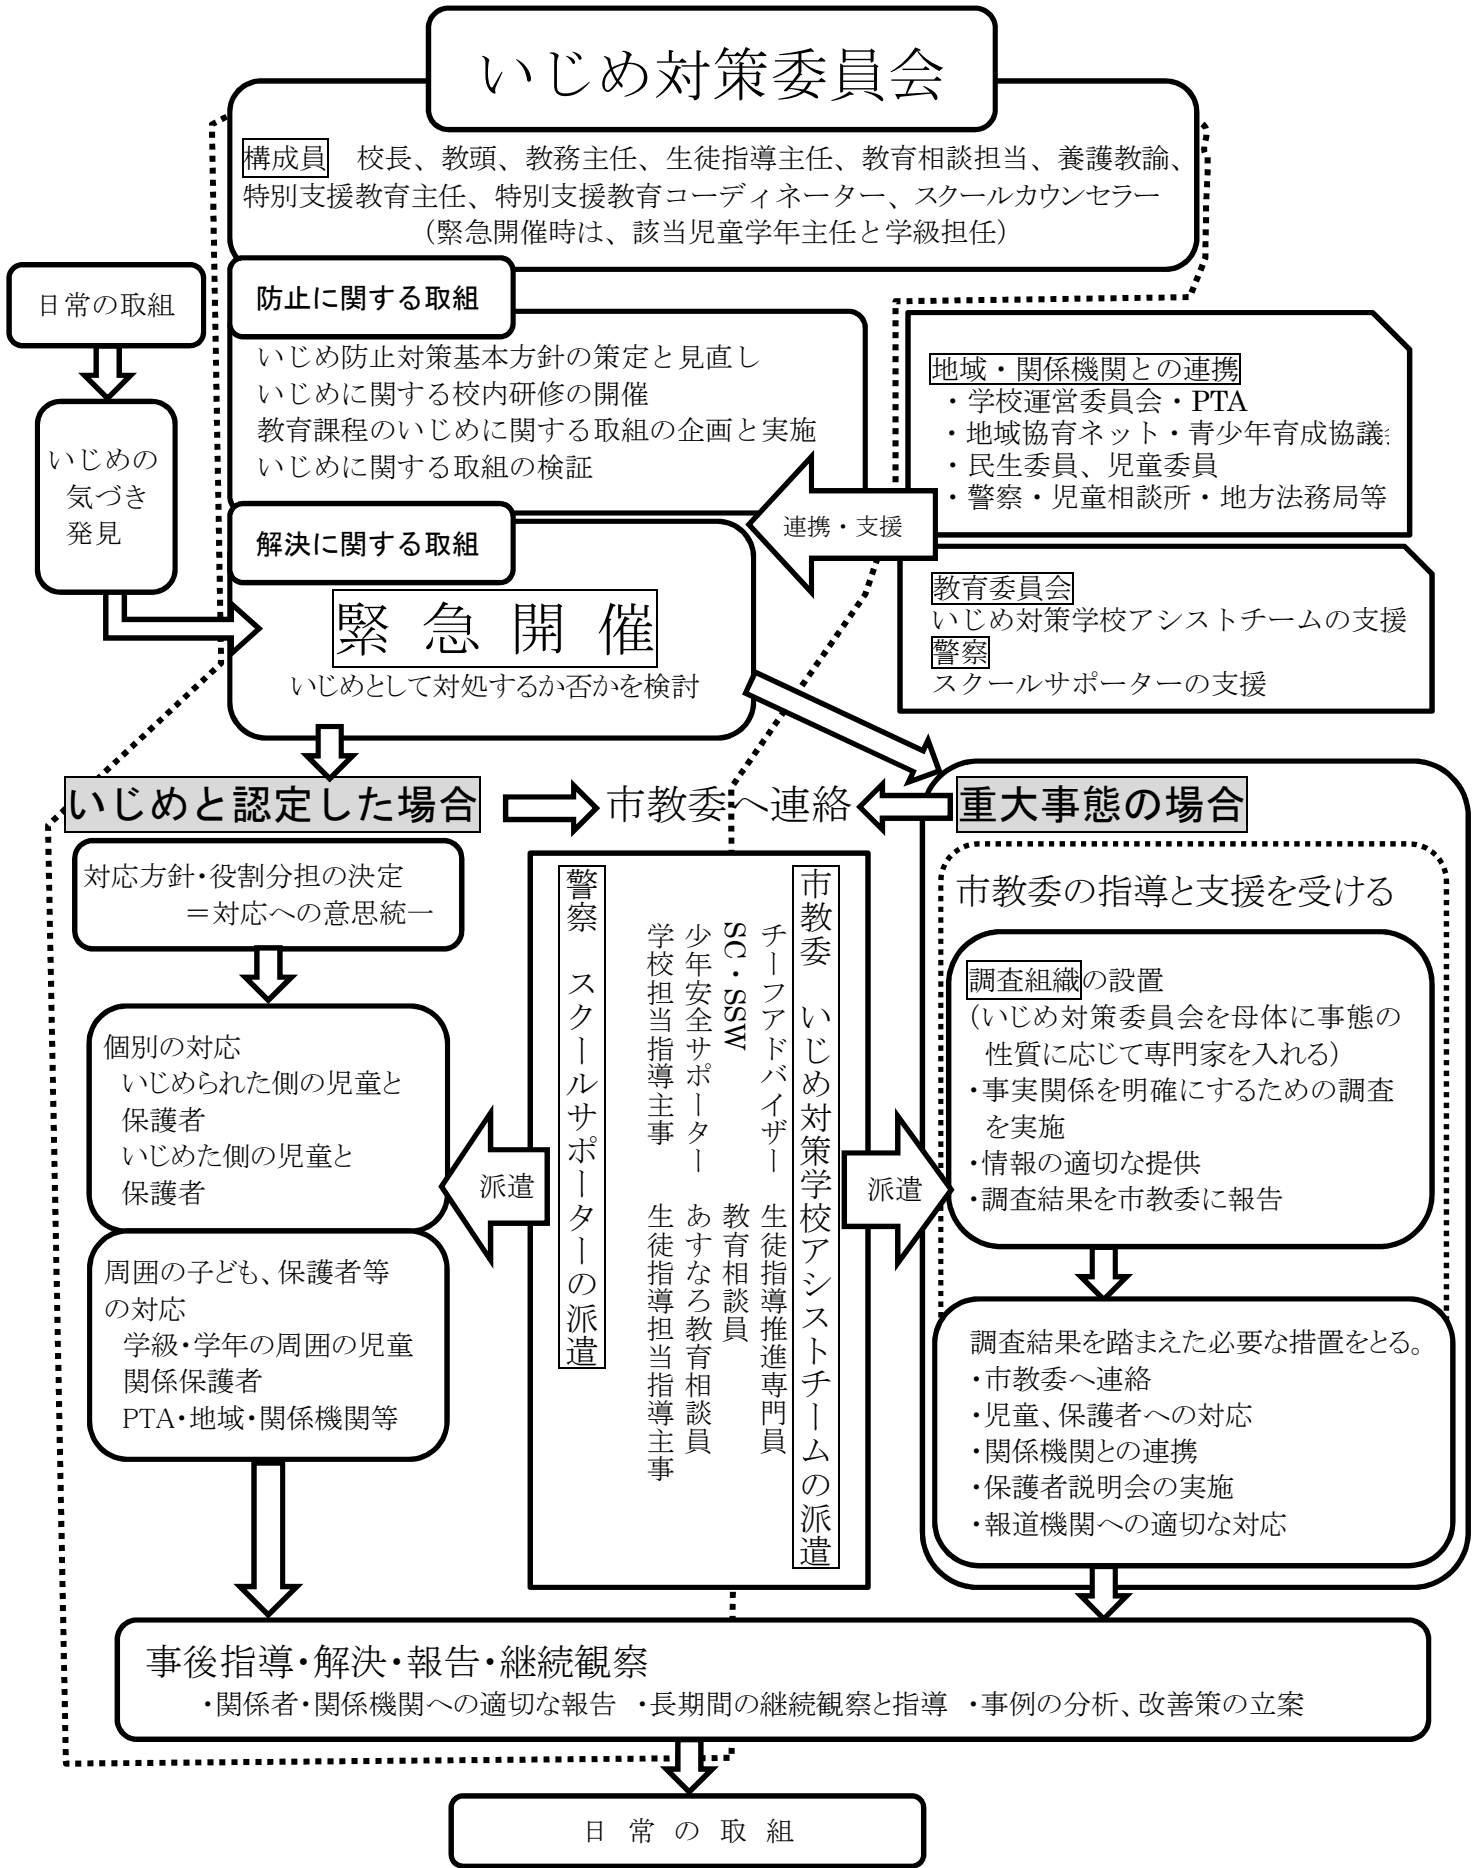 いじめ対策委員会
構成員　校長、教頭、教務主任、生徒指導主任、教育相談担当、養護教諭、
特別支援教育主任、特別支援教育コーディネーター、スクールカウンセラー
（緊急開催時は、該当児童学年主任と学級担任）
日常の取組
いじめの
気づき
発見
防止に関する取組
いじめ防止対策基本方針の策定と見直し
いじめに関する校内研修の開催
教育課程のいじめに関する取組の企画と実施
いじめに関する取組の検証
地域・関係機関との連携
・学校運営委員会・PTA
・地域協育ネット・青少年育成協議
・民生委員、児童委員
・警察・児童相談所・地方法務局等
連携・支援
教育委員会
いじめ対策学校アシストチームの支援
警察
スクールサポーターの支援
解決に関する取組
緊急開催
いじめとして対処するか否かを検討
いじめと認定した場合
市教委へ連絡
重大事態の場合
対応方針・役割分担の決定
＝対応への意思統一
個別の対応
いじめられた側の児童と
保護者
いじめた側の児童と
保護者
周囲の子ども、保護者等
の対応
学級・学年の周囲の児童
関係保護者
PTA・地域・関係機関等
派遣
市教委　いじめ対策学校アシストチームの派遣
チーフアドバイザー　生徒指導推進専門員
SC・SSW　教育相談員
少年安全サポーター　あすなろ教育相談員
学校担当指導主事　生徒指導担当指導主事
警察　スクールサポーターの派遣
派遣
市教委の指導と支援を受ける
調査組織の設置
（いじめ対策委員会を母体に事態の
性質に応じて専門家を入れる）
・事実関係を明確にするための調査
を実施
・情報の適切な提供
・調査結果を市教委に報告
調査結果を踏まえた必要な措置をとる。
・市教委へ連絡
・児童、保護者への対応
・関係機関との連携
・保護者説明会の実施
・報道機関への適切な対応
事後指導・解決・報告・継続観察
・関係者・関係機関への適切な報告　・長期間の継続観察と指導　・事例の分析、改善策の立案
日常の取組